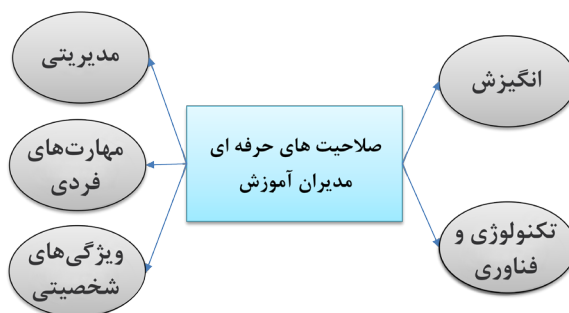 مدیریتی
انگیزش
صلاحیت های حرفه ای
مدیران آموزش
مهارت‌های
فردی
تکنولوژی و
فناوری
ویژگی‌های
شخصیتی